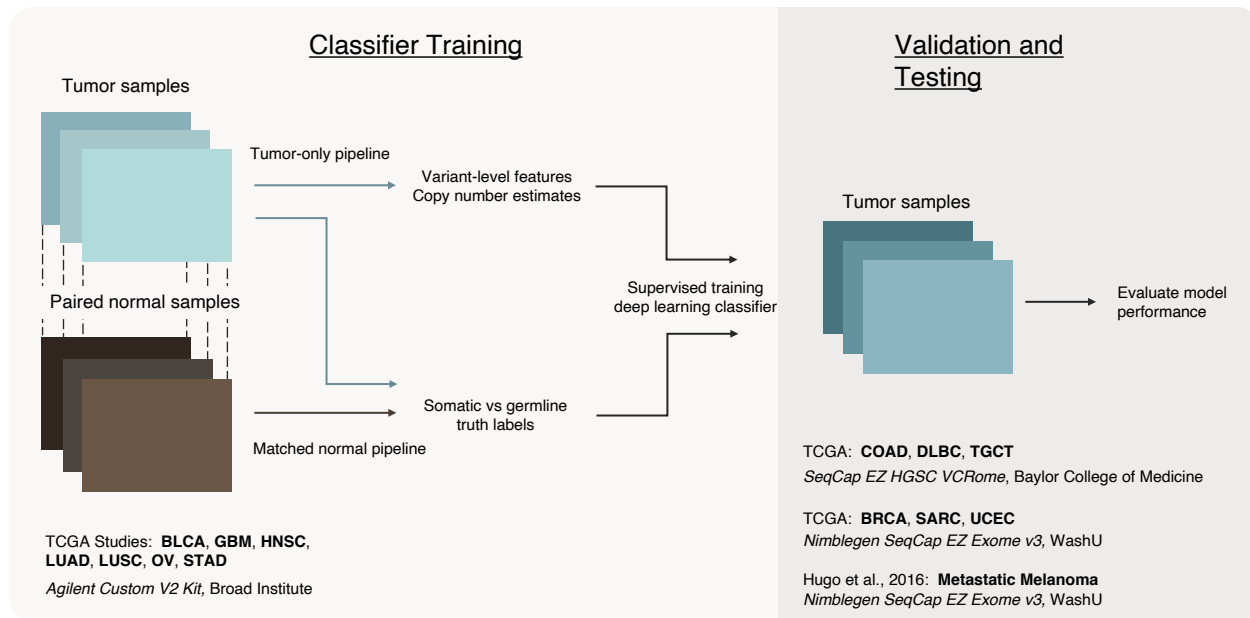 Classifier Training
Tumor samples
Tumor-only pipeline
Variant-level features
Copy number estimates
Paired normal samples
Supervised training
deep learning classifier
Somatic vs germline
truth labels
Matched normal pipeline
TCGA Studies: BLCA, GBM, HNSC,
LUAD, LUSC, OV, STAD
Agilent Custom V2 Kit, Broad Institute
Validation and
Testing
Tumor samples
Evaluate model
performance
TCGA: COAD, DLBC, TGCT
SeqCap EZ HGSC VCRome, Baylor College of Medicine
TCGA: BRCA, SARC, UCEC
Nimblegen SeqCap EZ Exome v3, WashU
Hugo et al., 2016: Metastatic Melanoma
Nimblegen SeqCap EZ Exome v3, WashU